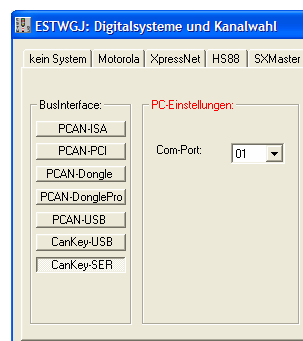 ESTWGJ: Digitalsysteme und Kanalwahl
kein System Motorola XpressNet HS88 SXMaster
BusInterface: PC-Einstellungen:
PCAN-ISA
PCAN-PCI Com-Port: 01
PCAN-Dongle
PCAN-DonglePro
PCAN-USB
CanKey-USB
CanKey-SER